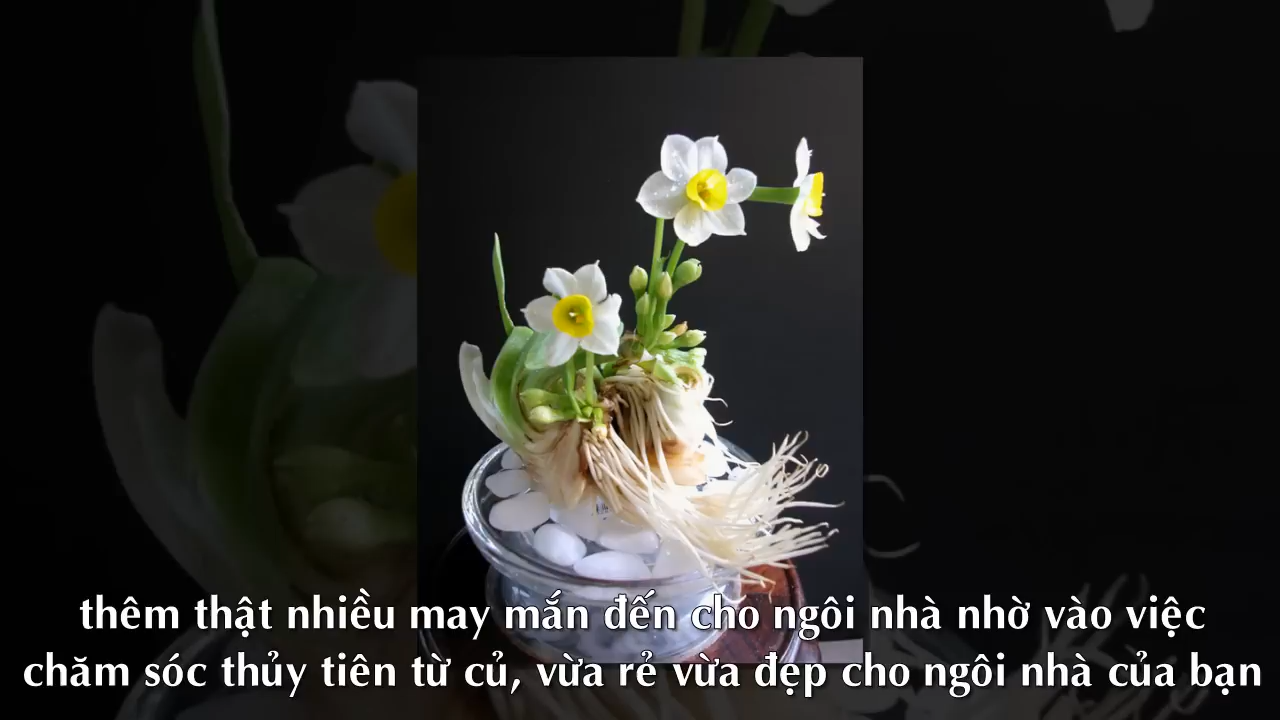 thêm thật nhiều may mắn đến cho ngôi nhà nhờ vào việc
chăm sóc thủy tiên từ củ, vừa rẻ vừa đẹp cho ngôi nhà của bạn